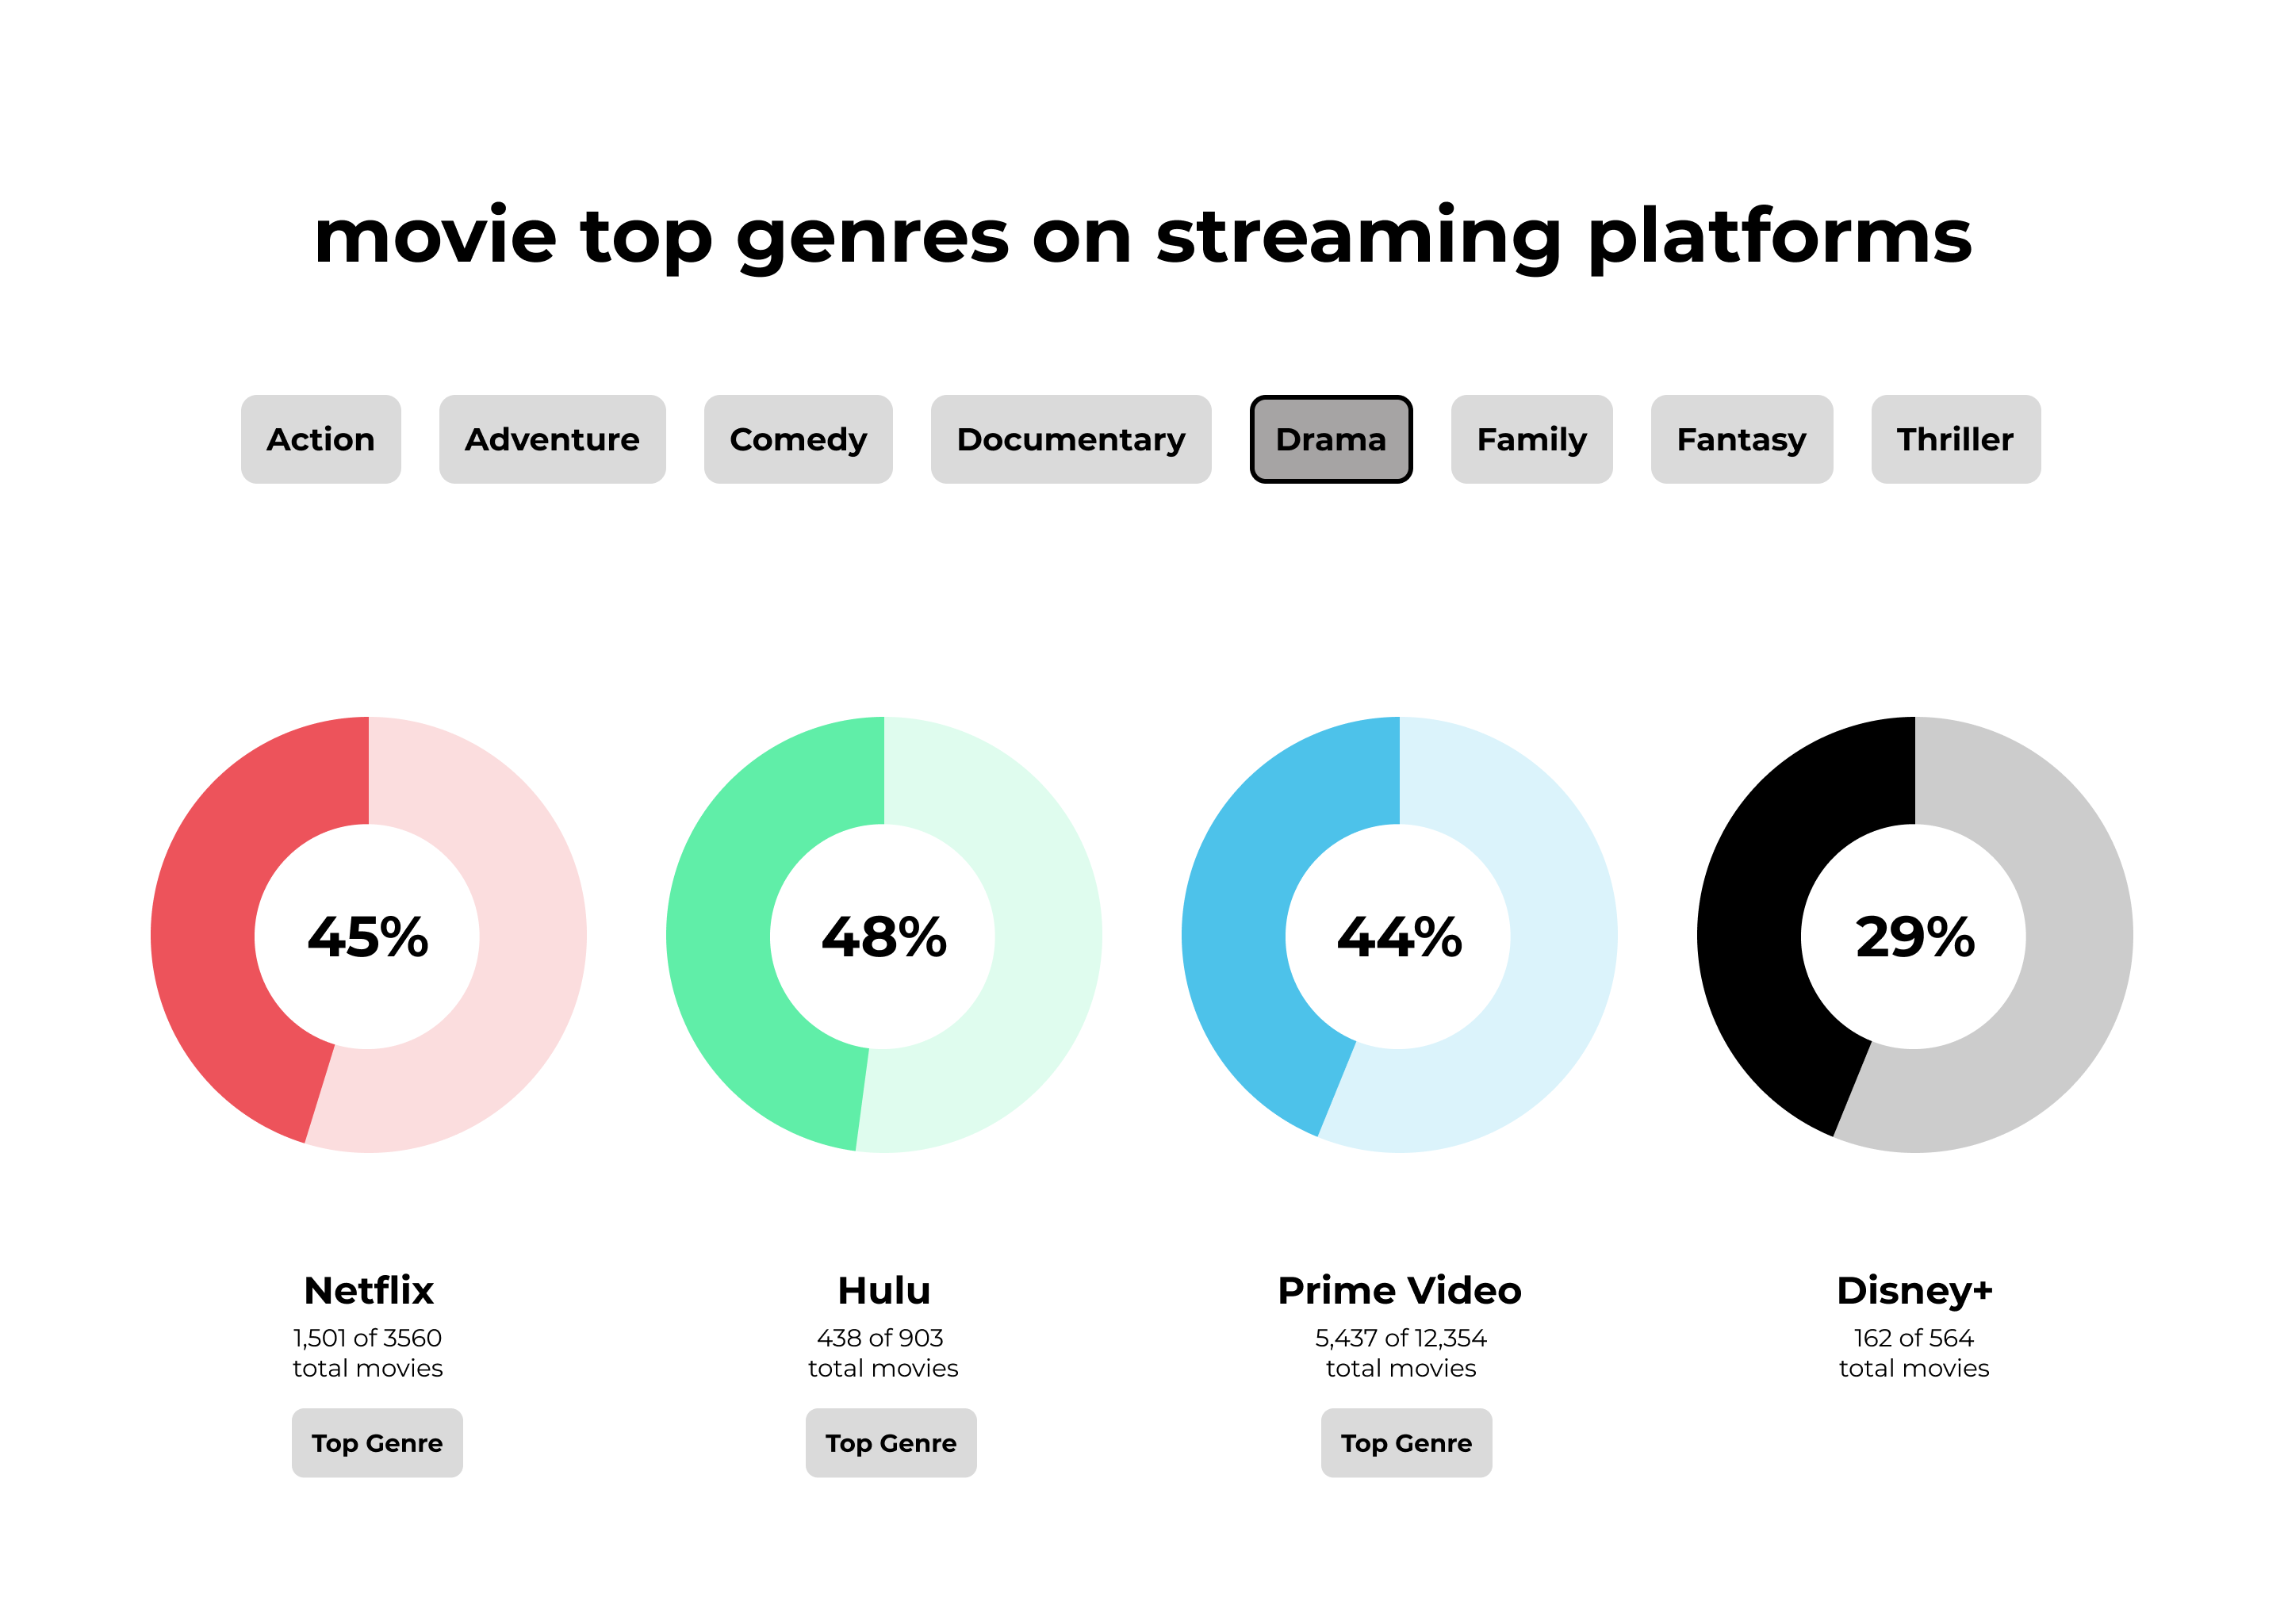 movie top genres on streaming platforms
Action
Adventure
Comedy
Documentary
Drama
Family
Fantasy
Thriller
45%
48%
44%
29%
Netflix
1,501 of 3560
total movies
Top Genre
Hulu
438 of 903
total movies
Top Genre
Prime Video
5,437 of 12,354
total movies
Top Genre
Disney+
162 of 564
total movies